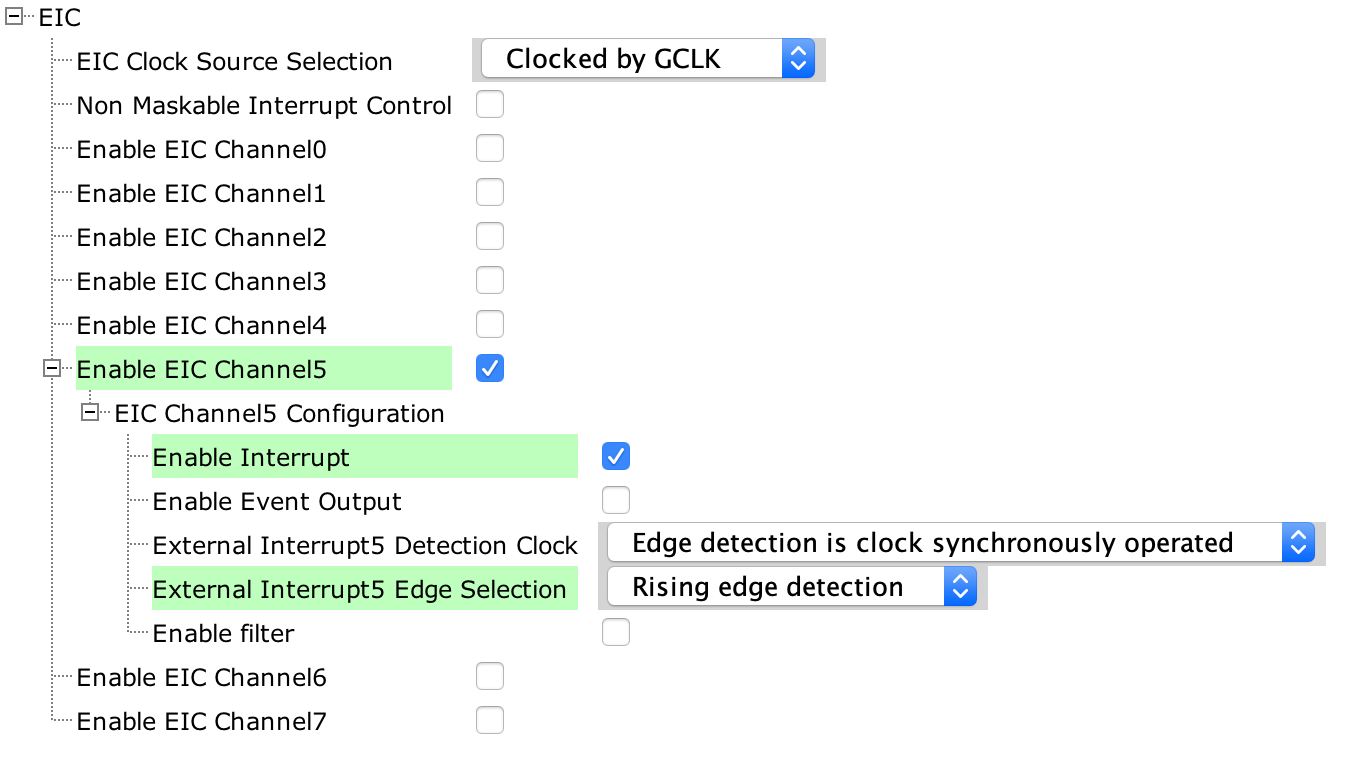 EIC
EIC Clock Source Selection Clocked by GCLK
Non Maskable Interrupt Control
Enable EIC Channel0
Enable EIC Channel1
Enable EIC Channel2
Enable EIC Channel3
Enable EIC Channel4
Enable EIC Channel5
EIC Channel5 Configuration
Enable Interrupt
Enable Event Output
External Interrupt5 Detection Clock Edge detection is clock synchronously operated
External Interrupt5 Edge Selection Rising edge detection
Enable filter
Enable EIC Channel6
Enable EIC Channel7